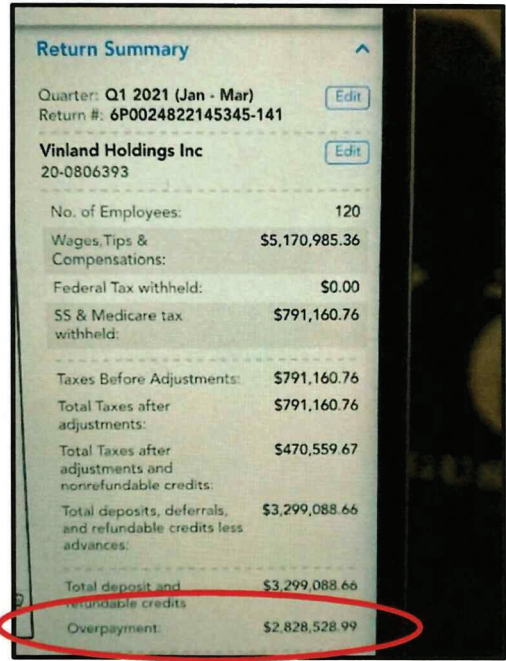 Return Summary
Quarter: Q1 2021 (Jan - Mar)
Edit
Return #: 6P0024822145345-141
Vinland Holdings Inc
Edit
20-0806393
No. of Employees: 120
Wages,Tips & $5,170,985.36
Compensations:
Federal Tax withheld: $0.00
SS & Medicare tax $791,160.76
withheld:
Taxes Before Adjustments: $791,160.76
Total Taxes after $791,160.76
adjustments:
Total Taxes after $470,559.67
adjustments and
nonrefundable credits:
Total deposits, deferrals, $3,299,088.66
and refundable credits less
advances:
Total deposit and $3,299,088.66
refundable credits
Overpayment: $2,828,528.99